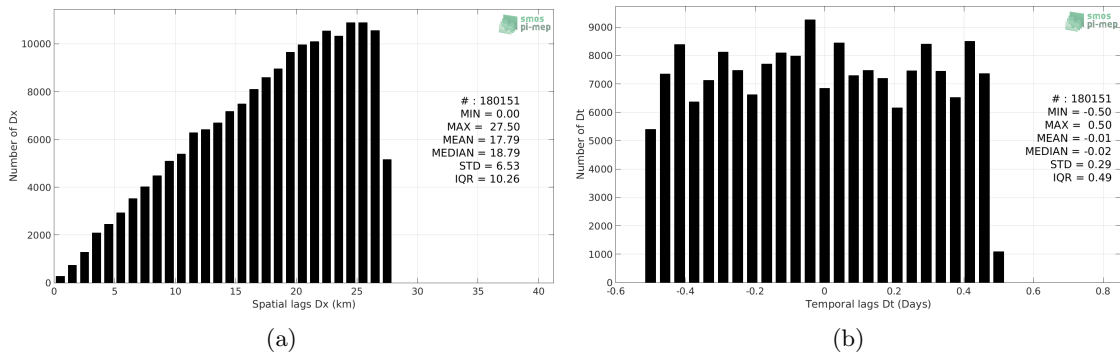 smos
pi-mep
10000
8000
6000
4000
2000
0
Number of Dx
# : 180151
MIN = 0.00
MAX = 27.50
MEAN = 17.79
MEDIAN = 18.79
STD = 6.53
IQR = 10.26
0 5 10 15 20 25 30 35 40
Spatial lags Dx (km)
(a)
smos
pi-mep
9000
8000
7000
6000
5000
4000
3000
2000
1000
0
Number of Dt
# : 180151
MIN = -0.50
MAX = 0.50
MEAN = -0.01
MEDIAN = -0.02
STD = 0.29
IQR = 0.49
-0.6 -0.4 -0.2 0 0.2 0.4 0.6 0.8
Temporal lags Dt (Days)
(b)